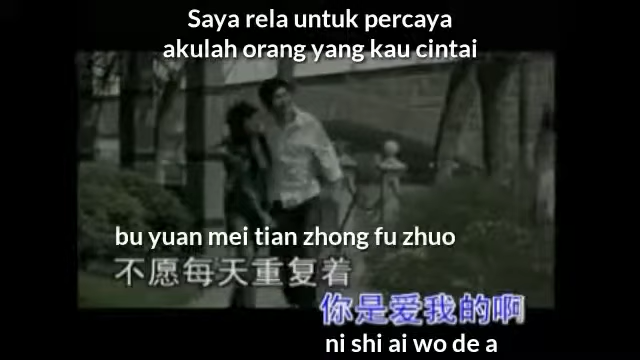 Saya rela untuk percaya
akulah orang yang kau cintai
bu yuan mei tian zhong fu zhuo
不愿每天重复着
你是爱我的啊
ni shi ai wo de a